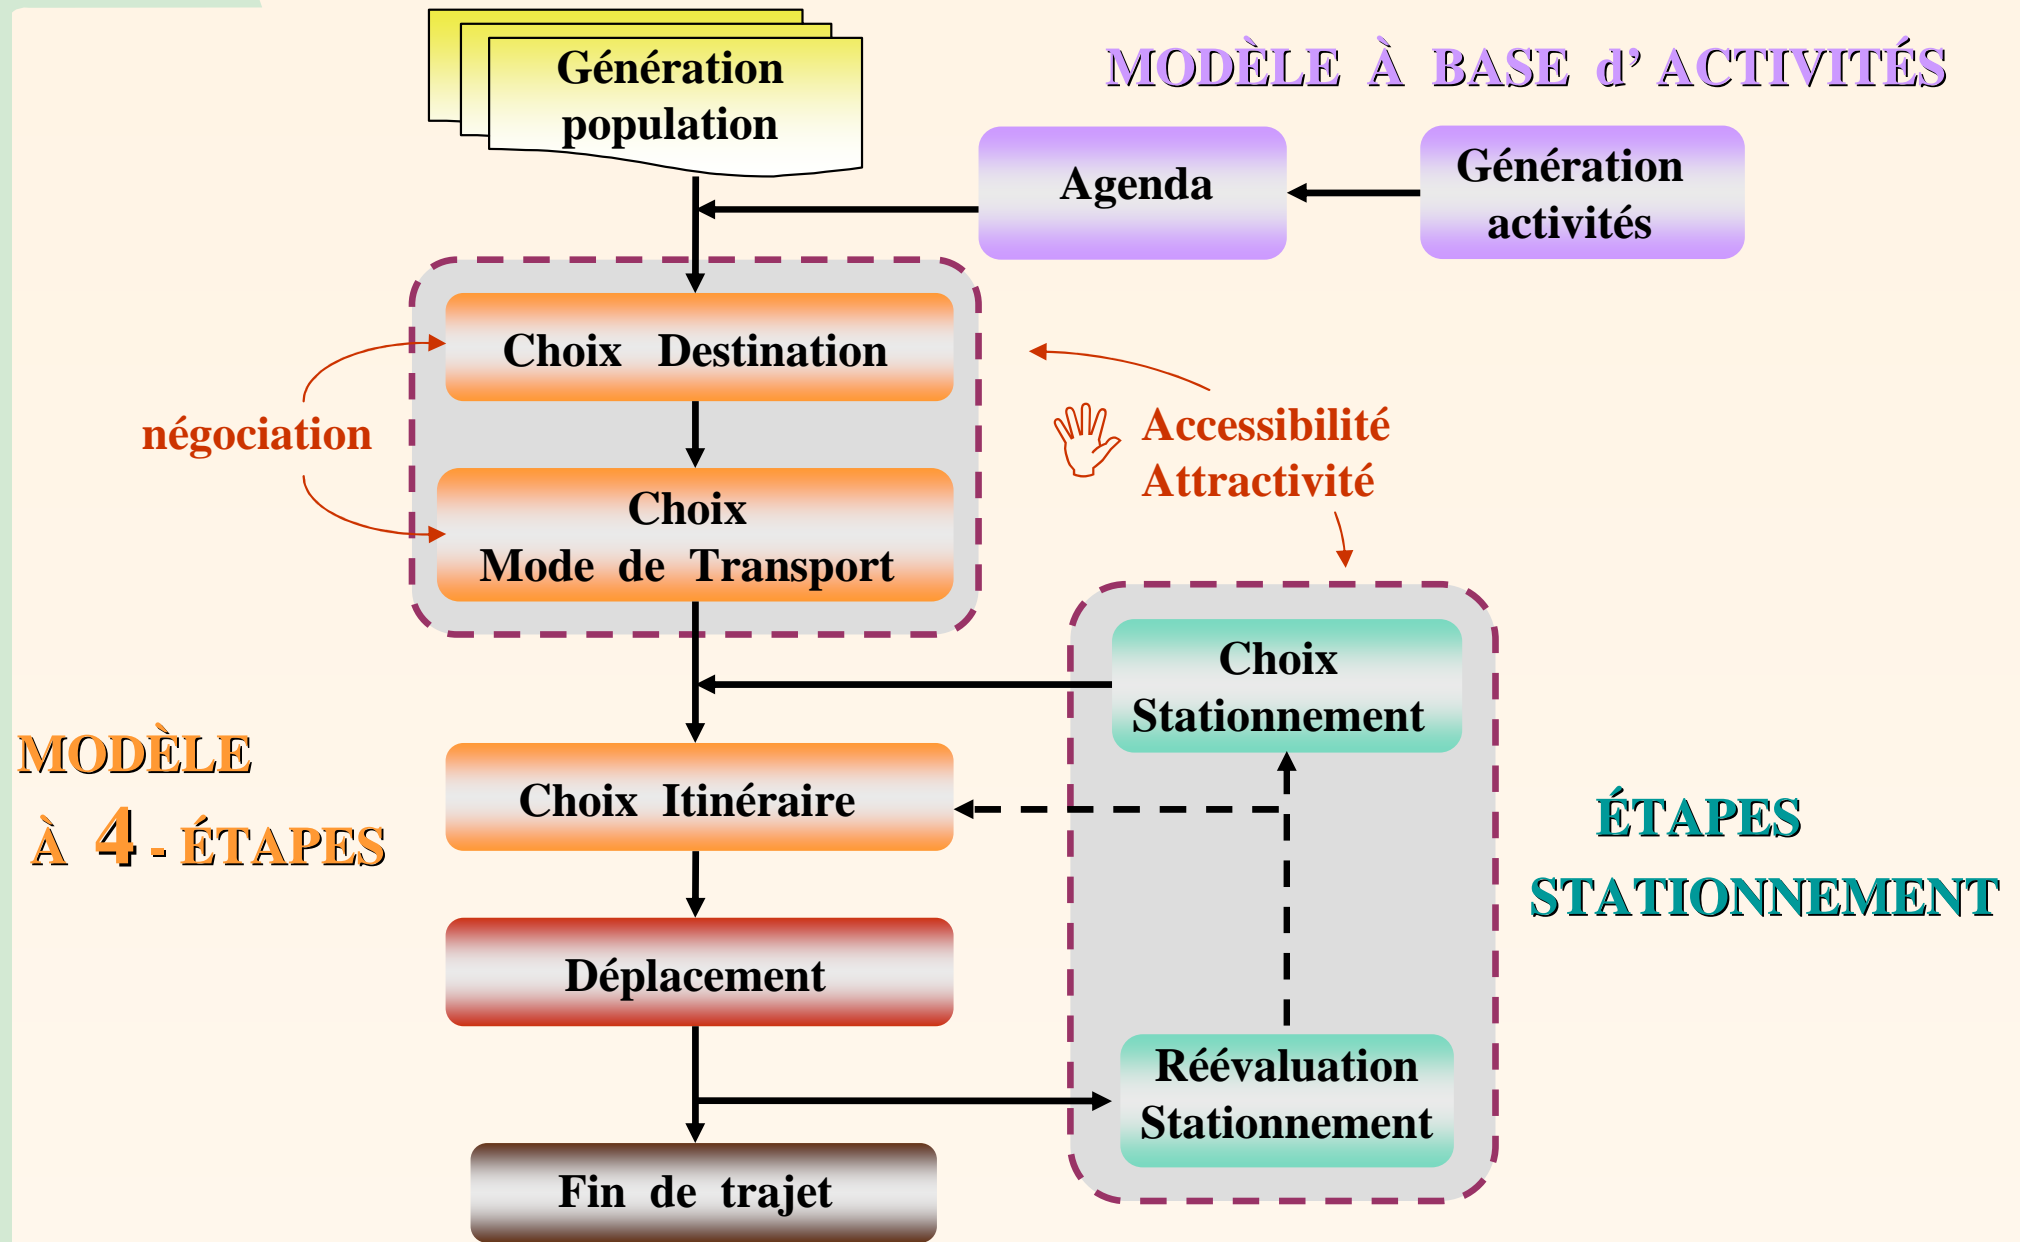 Génération
population
MODÈLE À BASE d’ ACTIVITÉS
Agenda
Génération
activités
Choix Destination
négociation
Accessibilité
Attractivité
Choix
Mode de Transport
Choix
Stationnement
MODÈLE
À 4 - ÉTAPES
Choix Itinéraire
ÉTAPES
STATIONNEMENT
Déplacement
Réévaluation
Stationnement
Fin de trajet